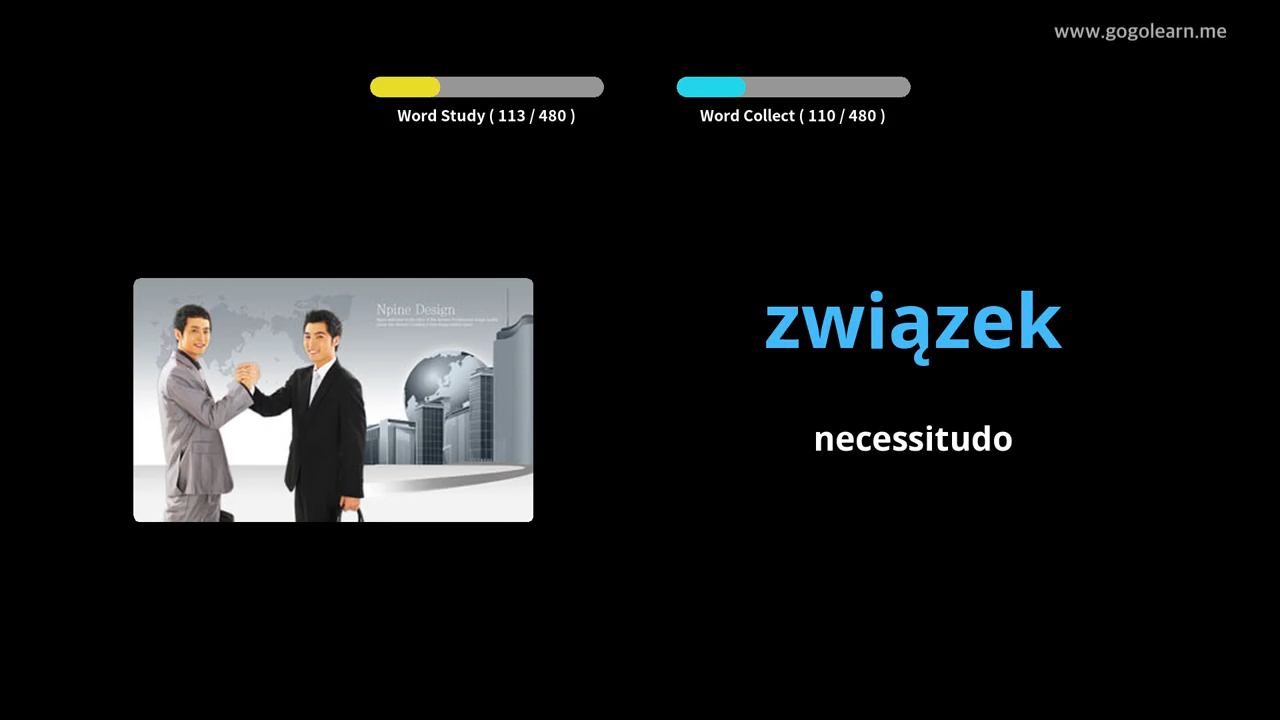 www.gogolearn.me
Word Study ( 113 / 480 )
Word Collect ( 110 / 480 )
Npine Design
związek
necessitudo